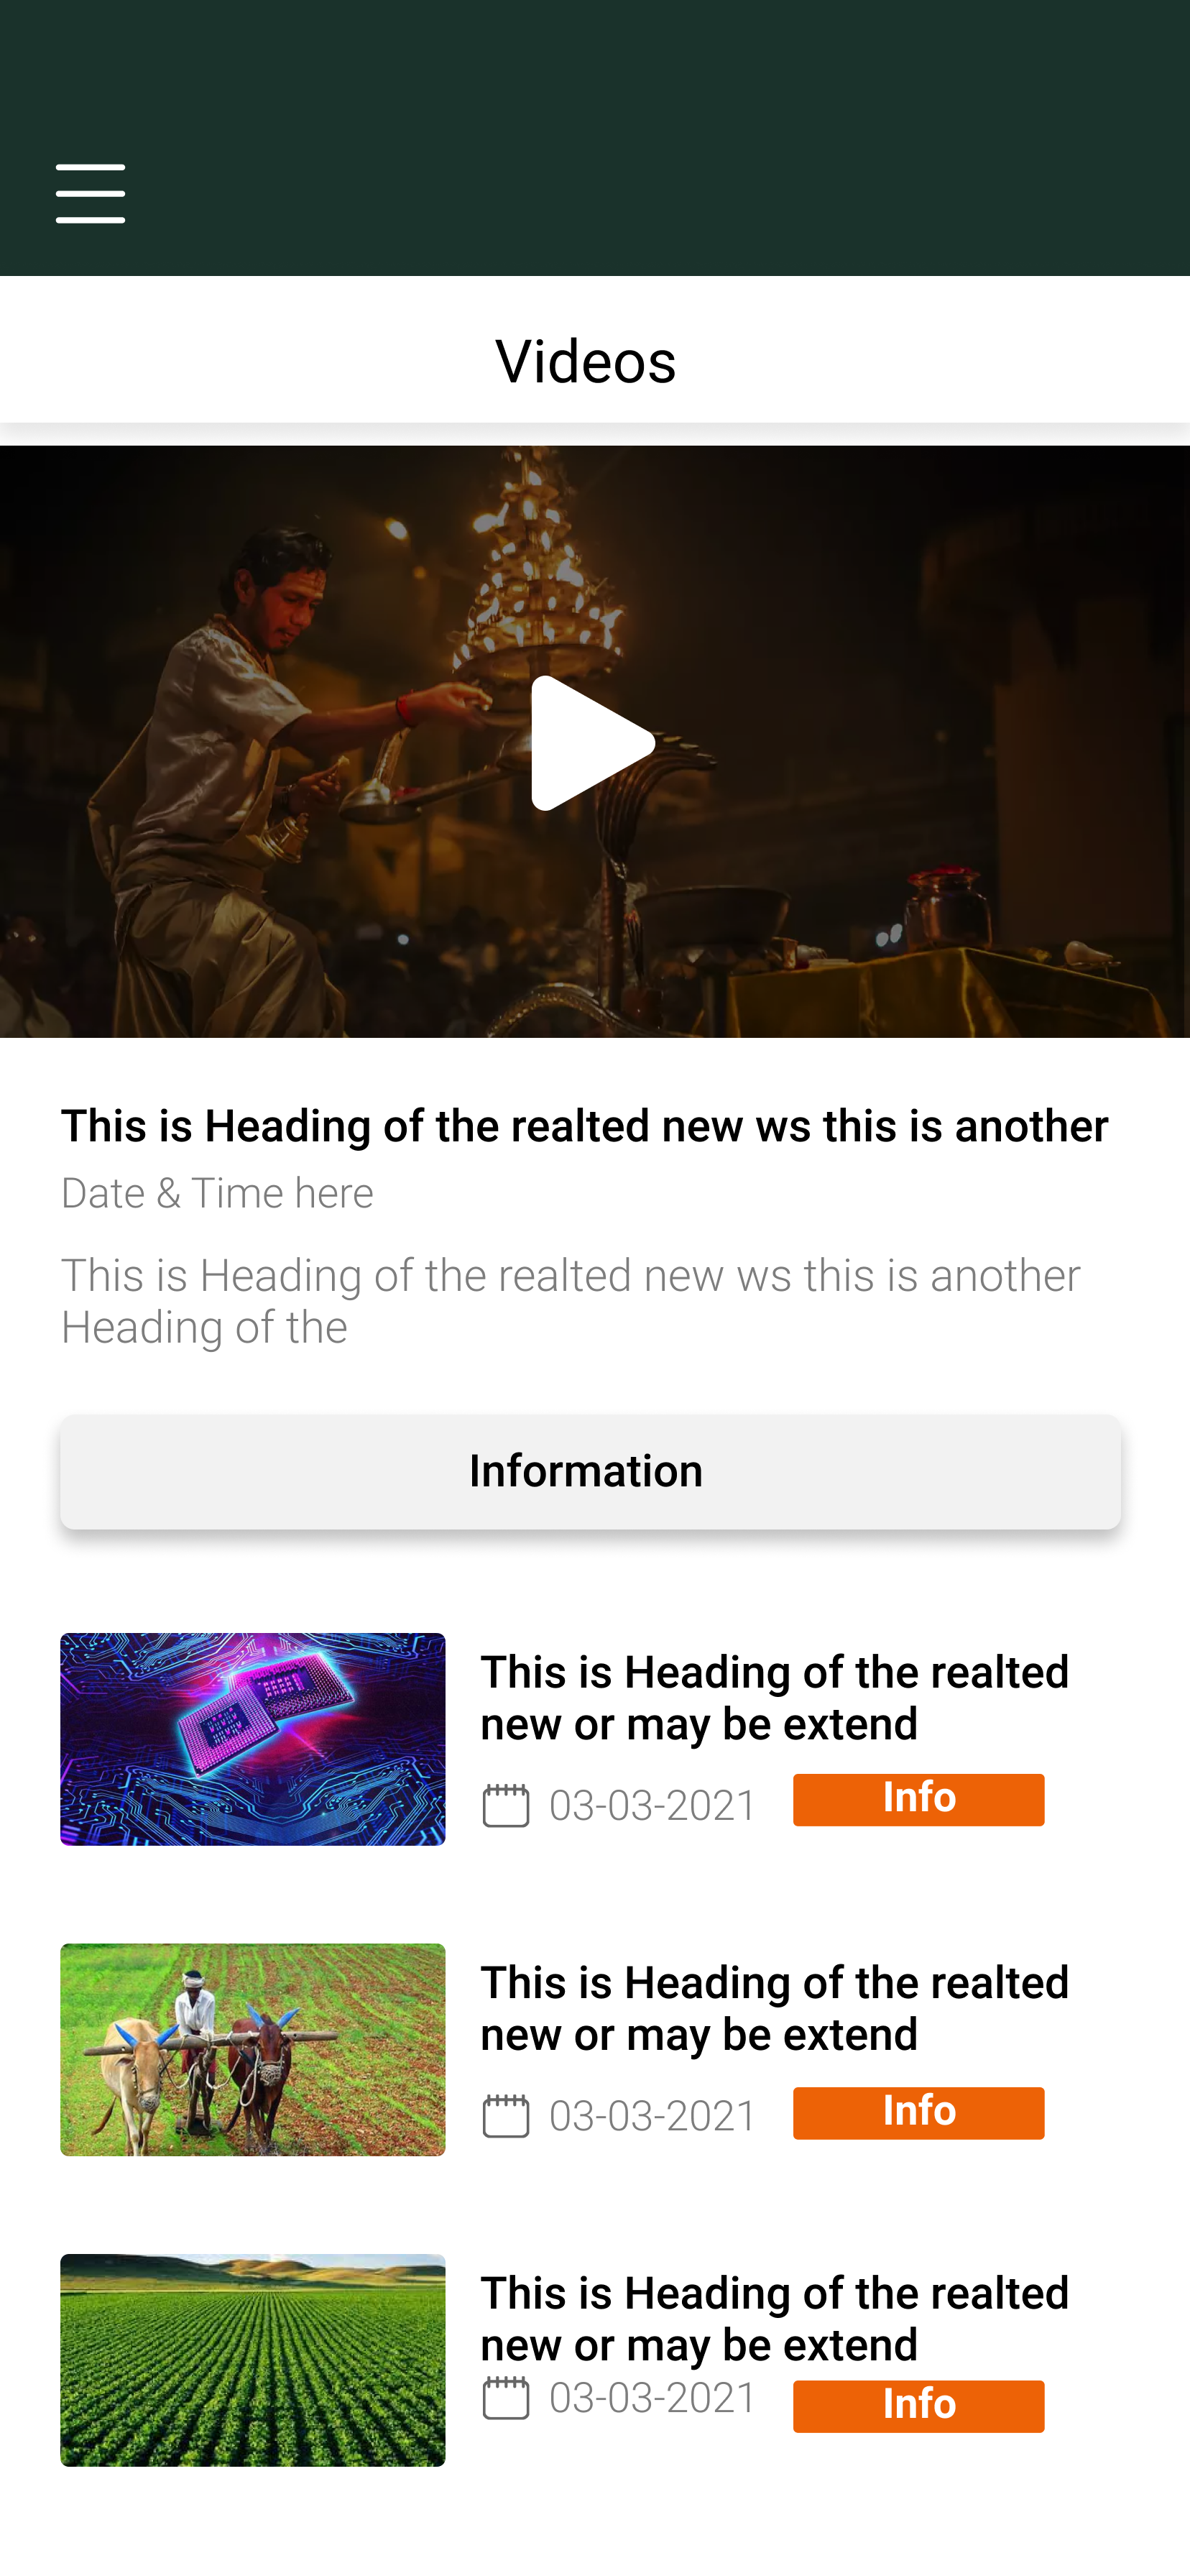 Videos
This is Heading of the realted new ws this is another
Date & Time here
This is Heading of the realted new ws this is another
Heading of the
Information
This is Heading of the realted
new or may be extend
03-03-2021
Info
This is Heading of the realted
new or may be extend
03-03-2021
Info
This is Heading of the realted
new or may be extend
03-03-2021
Info